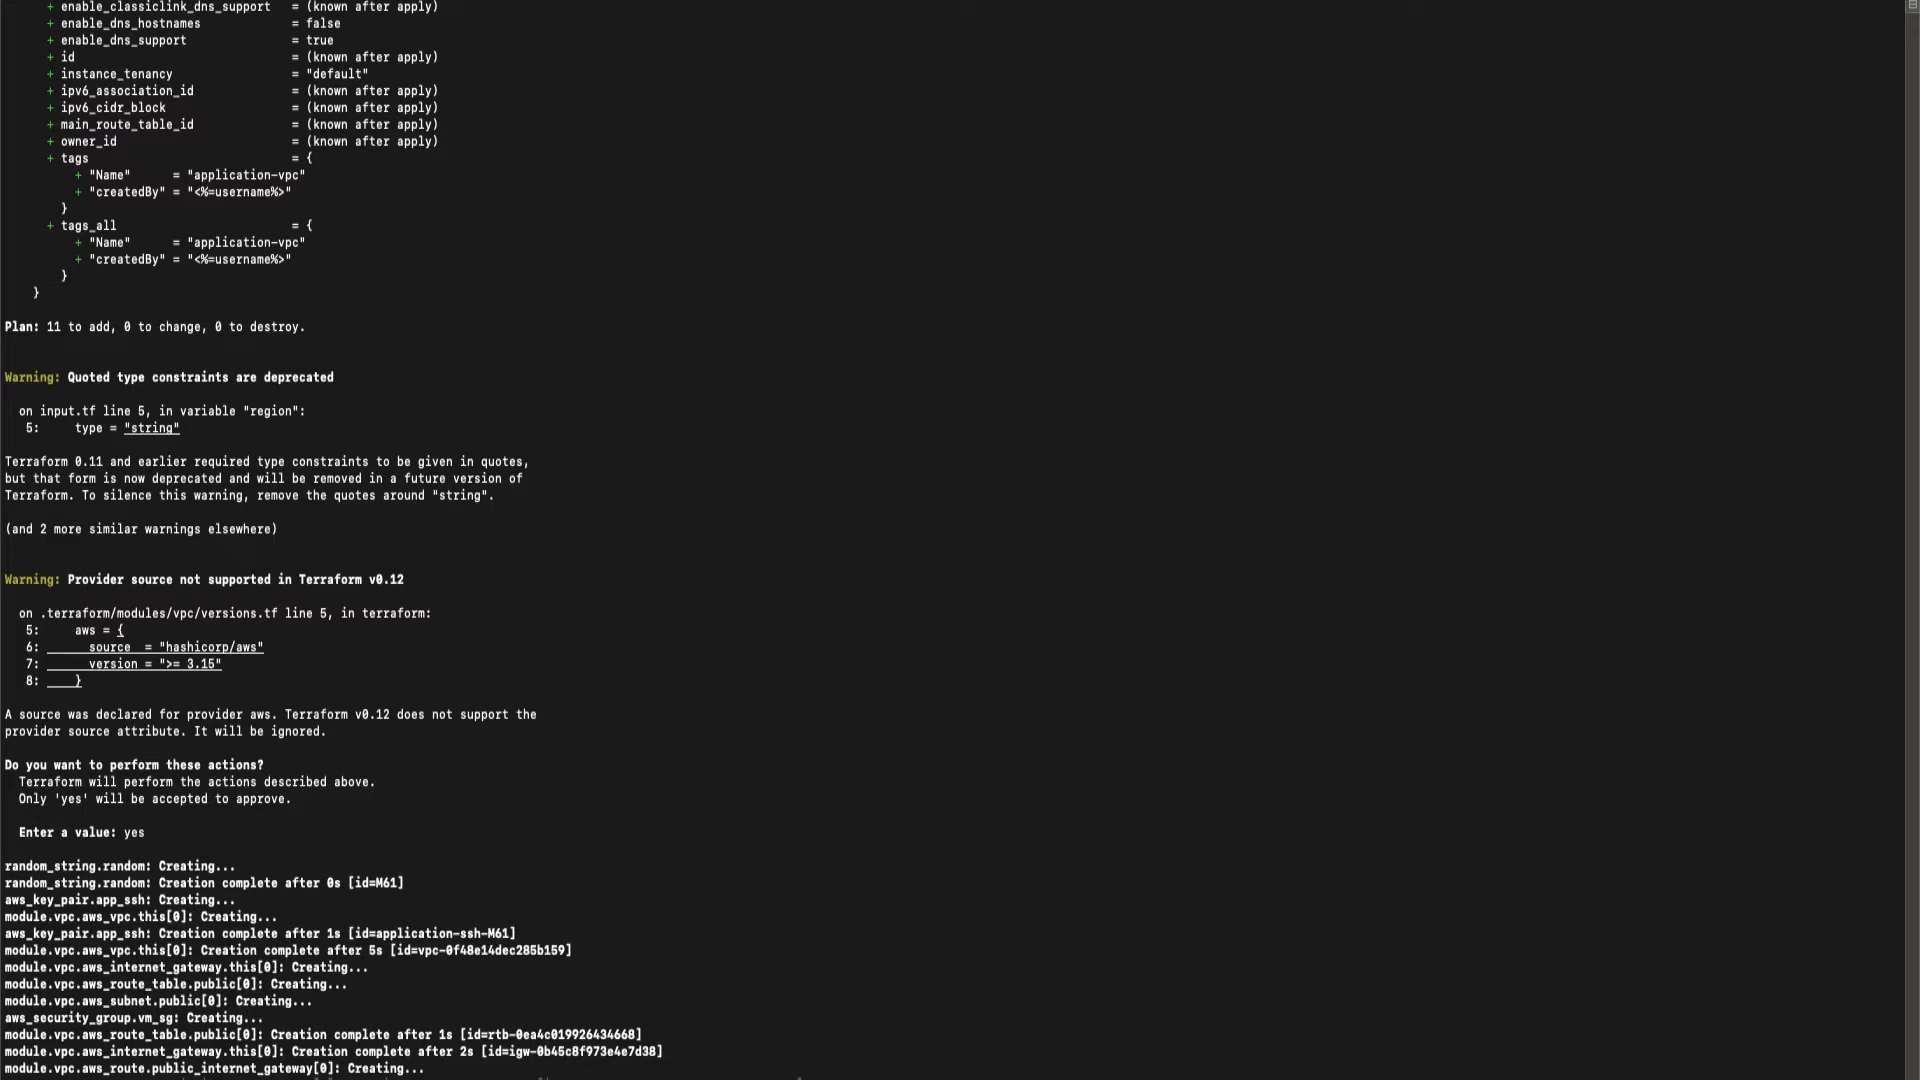 + enable_classiclink_dns_support   = (known after apply)
+ enable_dns_hostnames             = false
+ enable_dns_support               = true
+ id                               = (known after apply)
+ instance_tenancy                 = "default"
+ ipv6_association_id              = (known after apply)
+ ipv6_cidr_block                  = (known after apply)
+ main_route_table_id              = (known after apply)
+ owner_id                         = (known after apply)
+ tags                             = {
+ "Name"      = "application-vpc"
+ "createdBy" = "<%=username%>"
}
+ tags_all                         = {
+ "Name"      = "application-vpc"
+ "createdBy" = "<%=username%>"
}
}
Plan: 11 to add, 0 to change, 0 to destroy.
Warning: Quoted type constraints are deprecated
on input.tf line 5, in variable "region":
5:     type = "string"
Terraform 0.11 and earlier required type constraints to be given in quotes,
but that form is now deprecated and will be removed in a future version of
Terraform. To silence this warning, remove the quotes around "string".
(and 2 more similar warnings elsewhere)
Warning: Provider source not supported in Terraform v0.12
on .terraform/modules/vpc/versions.tf line 5, in terraform:
5:     aws = {
6:       source  = "hashicorp/aws"
7:       version = ">= 3.15"
8:     }
A source was declared for provider aws. Terraform v0.12 does not support the
provider source attribute. It will be ignored.
Do you want to perform these actions?
Terraform will perform the actions described above.
Only 'yes' will be accepted to approve.
Enter a value: yes
random_string.random: Creating...
random_string.random: Creation complete after 0s [id=M61]
aws_key_pair.app_ssh: Creating...
module.vpc.aws_vpc.this[0]: Creating...
aws_key_pair.app_ssh: Creation complete after 1s [id=application-ssh-M61]
module.vpc.aws_vpc.this[0]: Creation complete after 5s [id=vpc-0f48e14dec285b159]
module.vpc.aws_internet_gateway.this[0]: Creating...
module.vpc.aws_route_table.public[0]: Creating...
module.vpc.aws_subnet.public[0]: Creating...
aws_security_group.vm_sg: Creating...
module.vpc.aws_route_table.public[0]: Creation complete after 1s [id=rtb-0ea4c019926434668]
module.vpc.aws_internet_gateway.this[0]: Creation complete after 2s [id=igw-0b45c8f973e4e7d38]
module.vpc.aws_route.public_internet_gateway[0]: Creating...